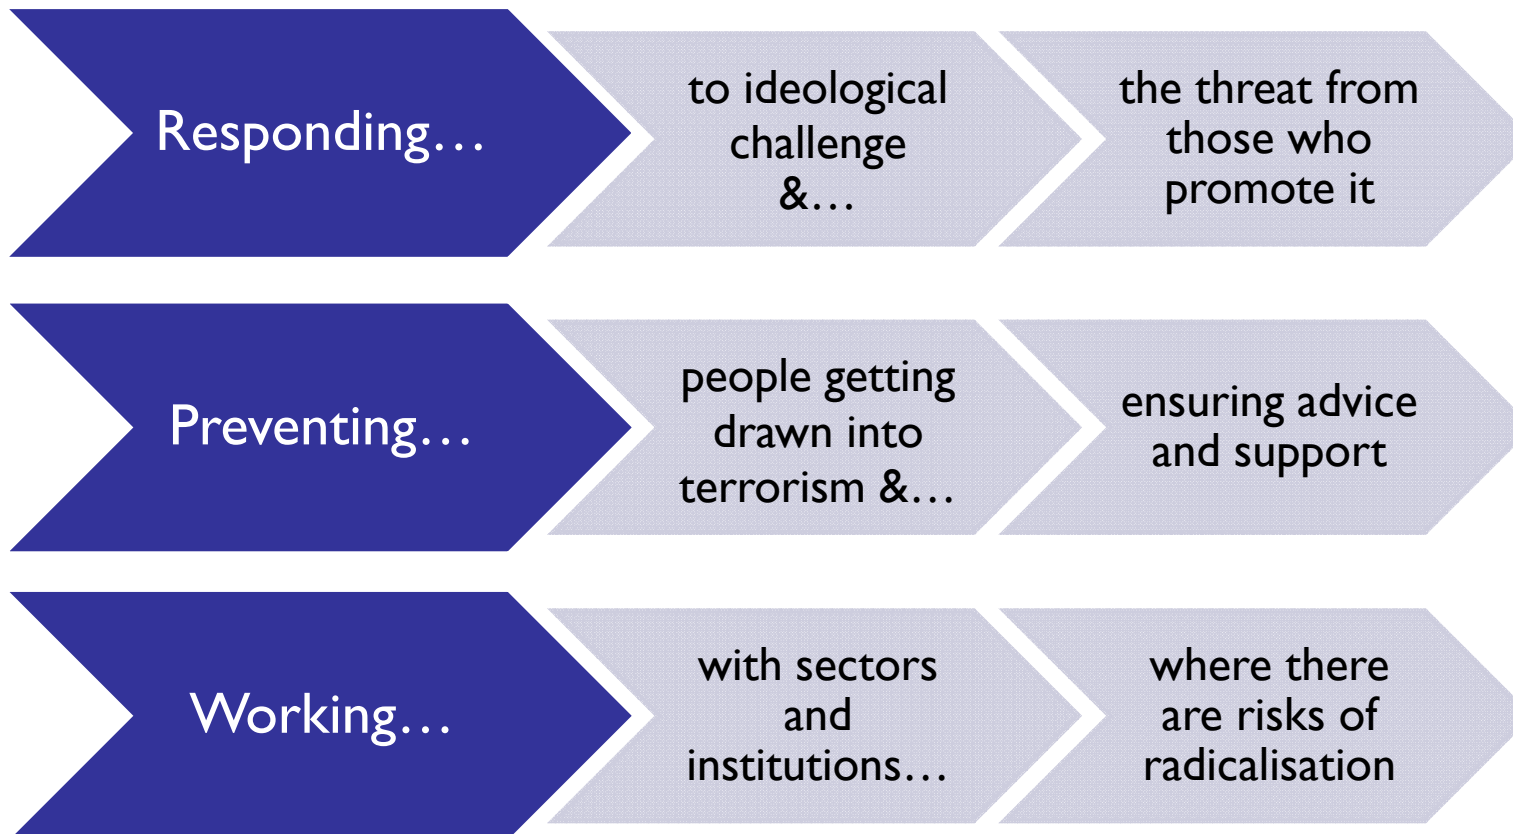 Responding…
to ideological
challenge
&…
the threat from
those who
promote it
Preventing…
people getting
drawn into
terrorism &…
ensuring advice
and support
Working…
with sectors
and
institutions…
where there
are risks of
radicalisation